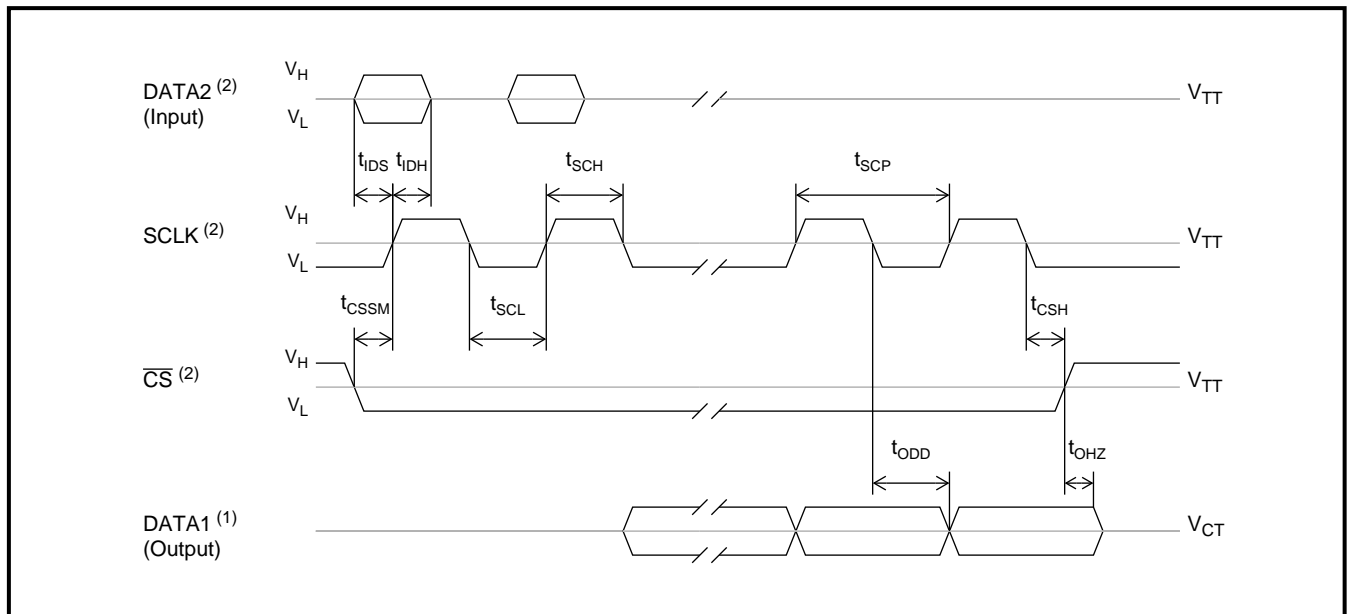 V_H
DATA2 (2)
(Input)
V_L
V_TT
t_IDS
t_IDH
t_SCH
t_SCP
V_H
SCLK (2)
V_L
V_TT
t_CSSM
t_SCL
t_CSH
V_H
C̅S̅ (2)
V_L
V_TT
t_ODD
t_OHZ
DATA1 (1)
(Output)
V_CT